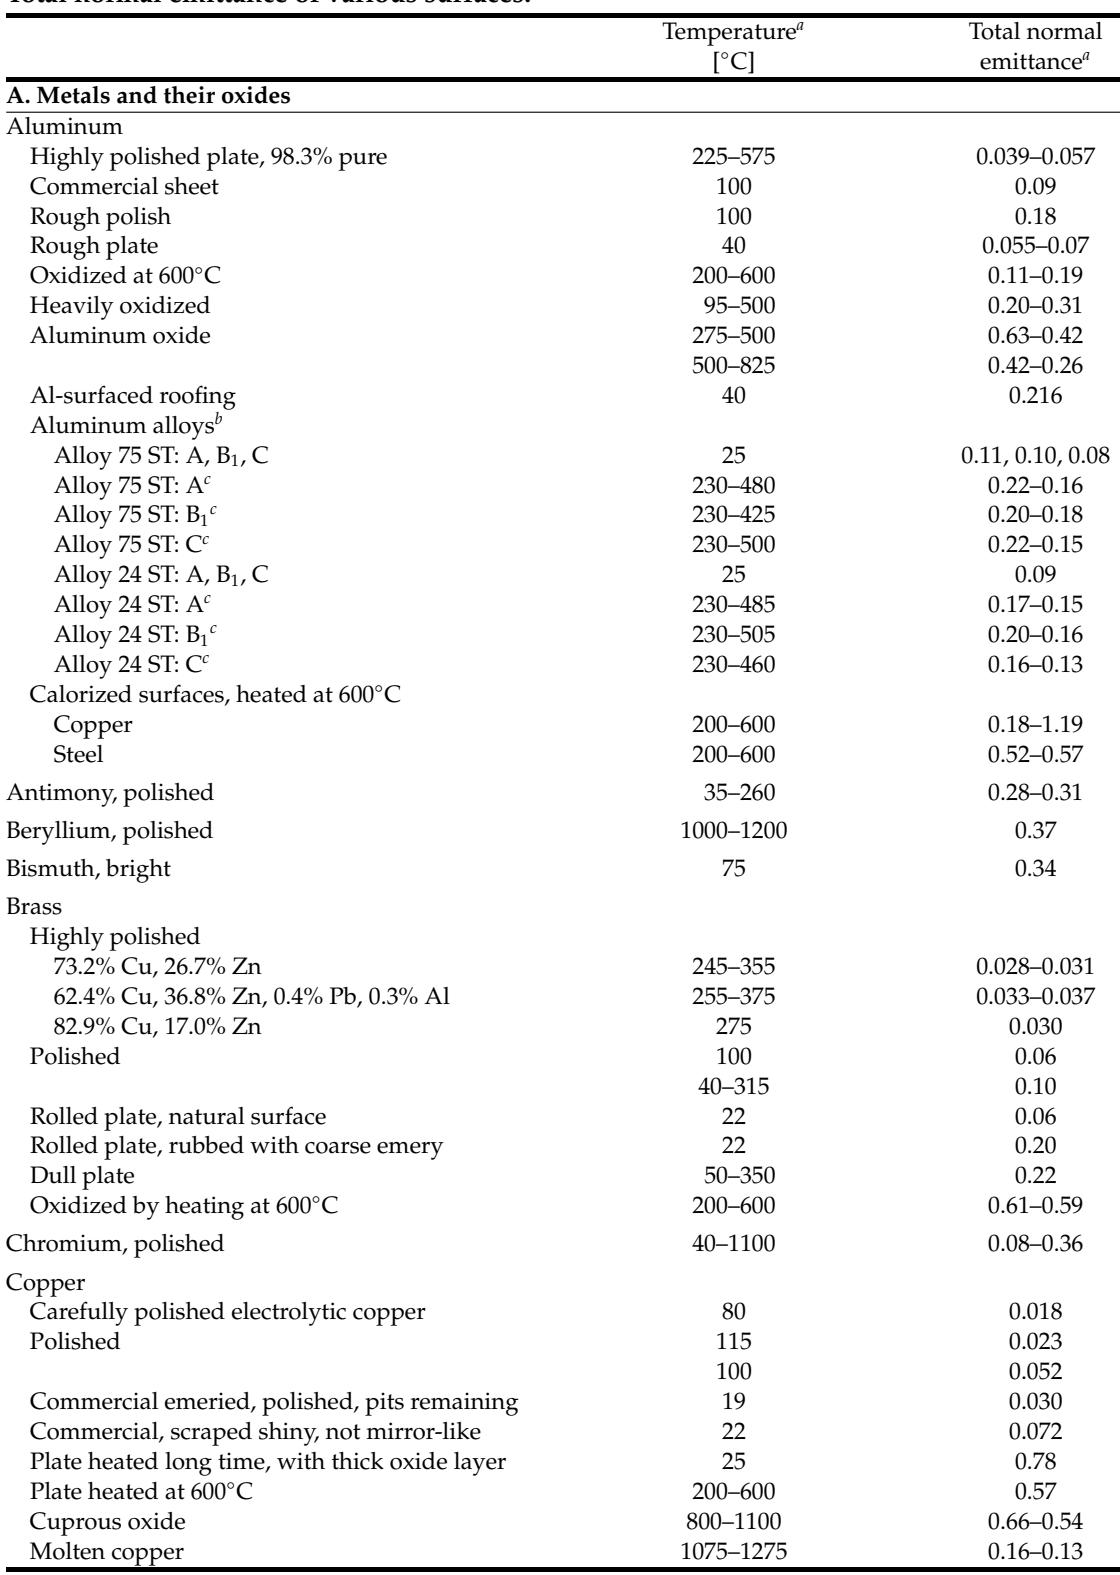 Total normal emittance of various surfaces.
Temperatureᵃ Total normal
[°C] emittanceᵃ
A. Metals and their oxides
Aluminum
Highly polished plate, 98.3% pure 225–575 0.039–0.057
Commercial sheet 100 0.09
Rough polish 100 0.18
Rough plate 40 0.055–0.07
Oxidized at 600°C 200–600 0.11–0.19
Heavily oxidized 95–500 0.20–0.31
Aluminum oxide 275–500 0.63–0.42
500–825 0.42–0.26
Al-surfaced roofing 40 0.216
Aluminum alloysᵇ
Alloy 75 ST: A, B₁, C 25 0.11, 0.10, 0.08
Alloy 75 ST: Aᶜ 230–480 0.22–0.16
Alloy 75 ST: B₁ᶜ 230–425 0.20–0.18
Alloy 75 ST: Cᶜ 230–500 0.22–0.15
Alloy 24 ST: A, B₁, C 25 0.09
Alloy 24 ST: Aᶜ 230–485 0.17–0.15
Alloy 24 ST: B₁ᶜ 230–505 0.20–0.16
Alloy 24 ST: Cᶜ 230–460 0.16–0.13
Calorized surfaces, heated at 600°C
Copper 200–600 0.18–1.19
Steel 200–600 0.52–0.57
Antimony, polished 35–260 0.28–0.31
Beryllium, polished 1000–1200 0.37
Bismuth, bright 75 0.34
Brass
Highly polished
73.2% Cu, 26.7% Zn 245–355 0.028–0.031
62.4% Cu, 36.8% Zn, 0.4% Pb, 0.3% Al 255–375 0.033–0.037
82.9% Cu, 17.0% Zn 275 0.030
Polished 100 0.06
40–315 0.10
Rolled plate, natural surface 22 0.06
Rolled plate, rubbed with coarse emery 22 0.20
Dull plate 50–350 0.22
Oxidized by heating at 600°C 200–600 0.61–0.59
Chromium, polished 40–1100 0.08–0.36
Copper
Carefully polished electrolytic copper 80 0.018
Polished 115 0.023
100 0.052
Commercial emeried, polished, pits remaining 19 0.030
Commercial, scraped shiny, not mirror-like 22 0.072
Plate heated long time, with thick oxide layer 25 0.78
Plate heated at 600°C 200–600 0.57
Cuprous oxide 800–1100 0.66–0.54
Molten copper 1075–1275 0.16–0.13